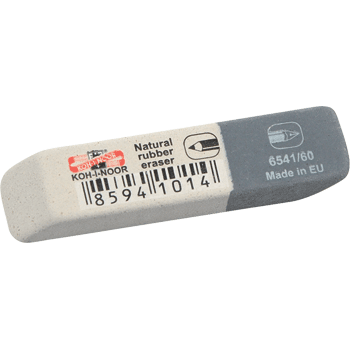 KOH-I-NOOR
Natural
rubber
eraser
8594 1014
6541/60
Made in EU